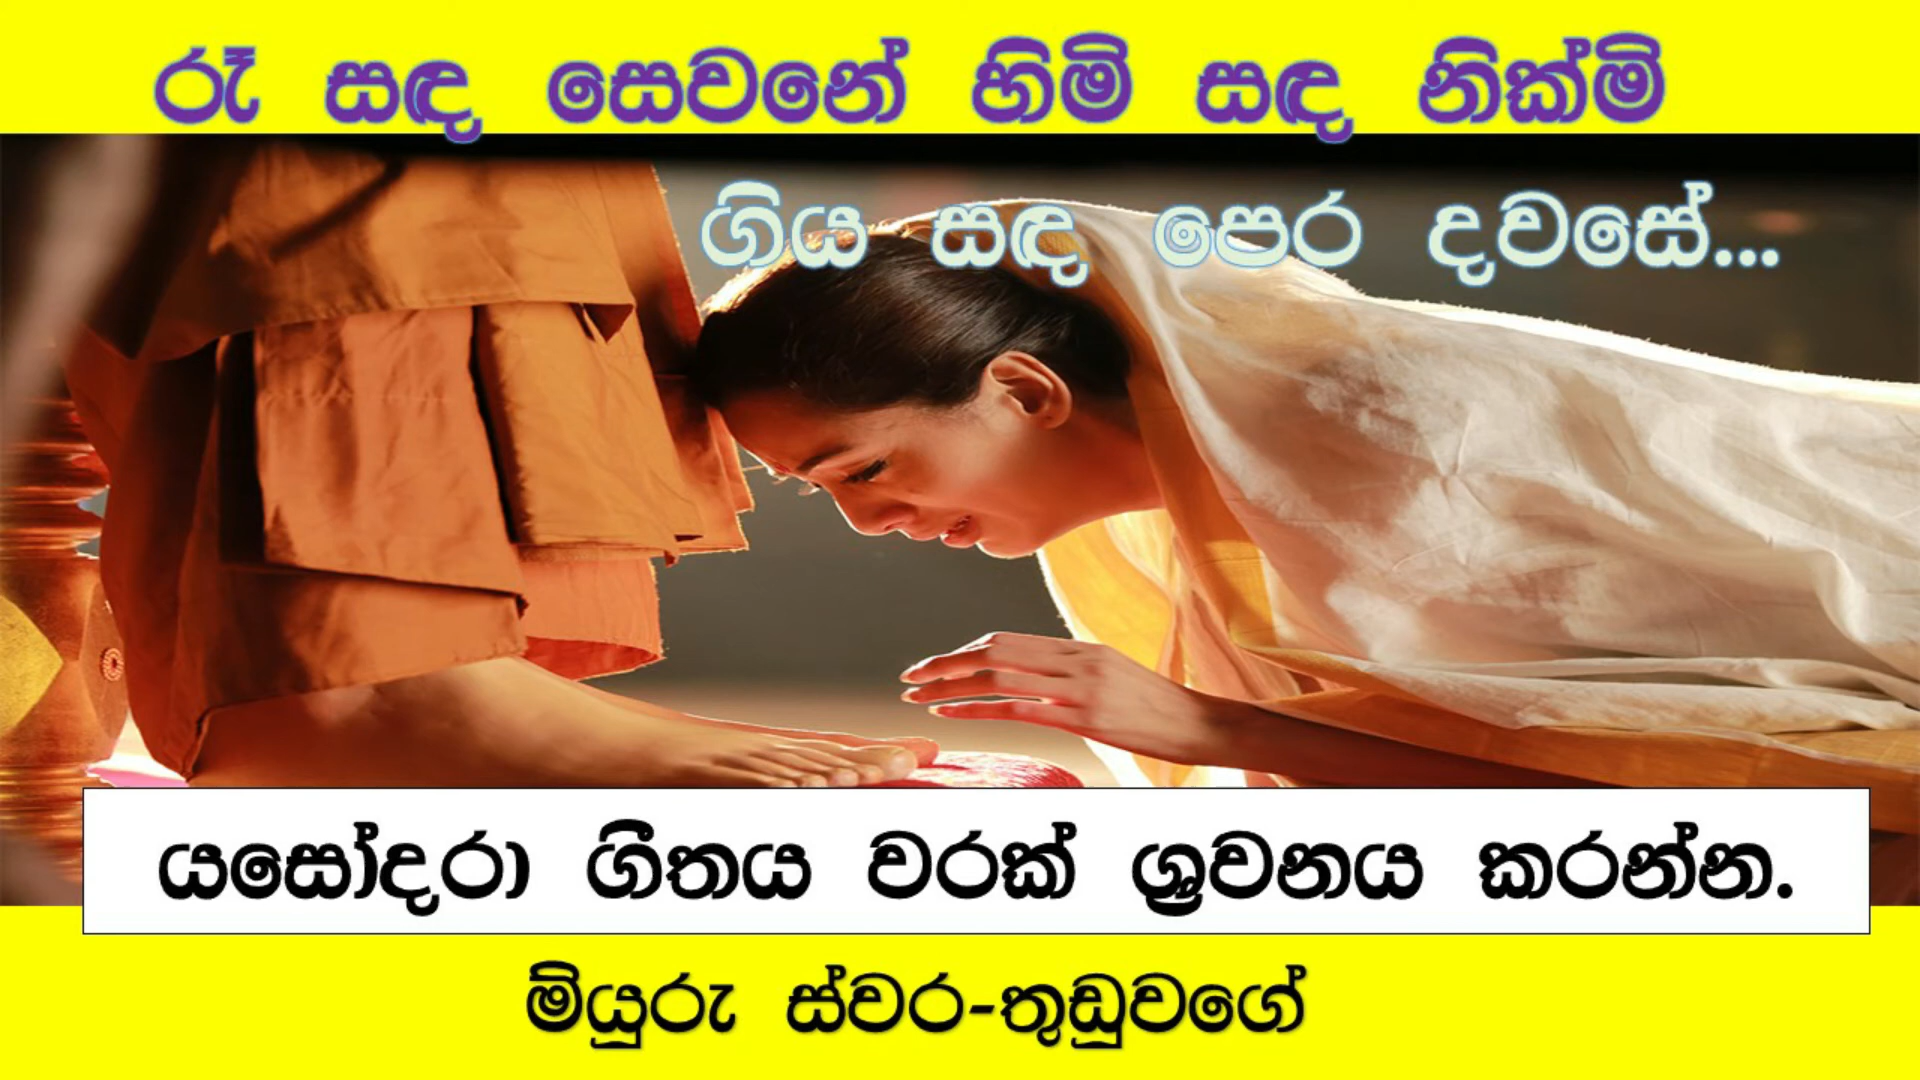 රෑ සඳ සෙවනේ හිමි සඳ නික්මි
ගිය සඳ පෙර දවසේ...
යසෝදරා ගීතය වරක් ශ්‍රවනය කරන්න.
මියුරු ස්වර-තුඩුවගේ